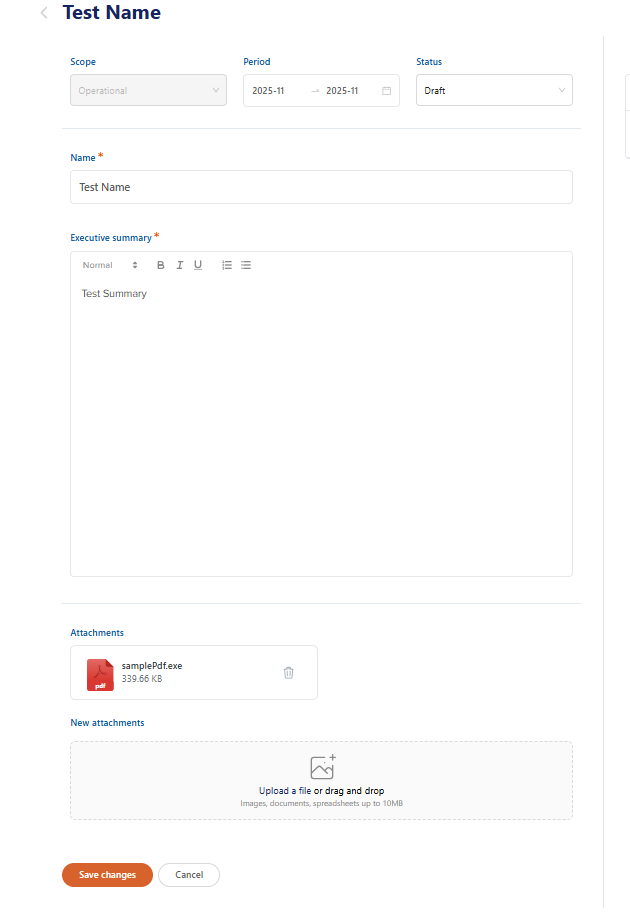 Test Name
Scope
Period
Status
Operational
2025-11
2025-11
Draft
Name *
Test Name
Executive summary *
Normal
B I U
Test Summary
Attachments
pdf
samplePdf.exe
339.66 KB
New attachments
Upload a file or drag and drop
Images, documents, spreadsheets up to 10MB
Save changes
Cancel